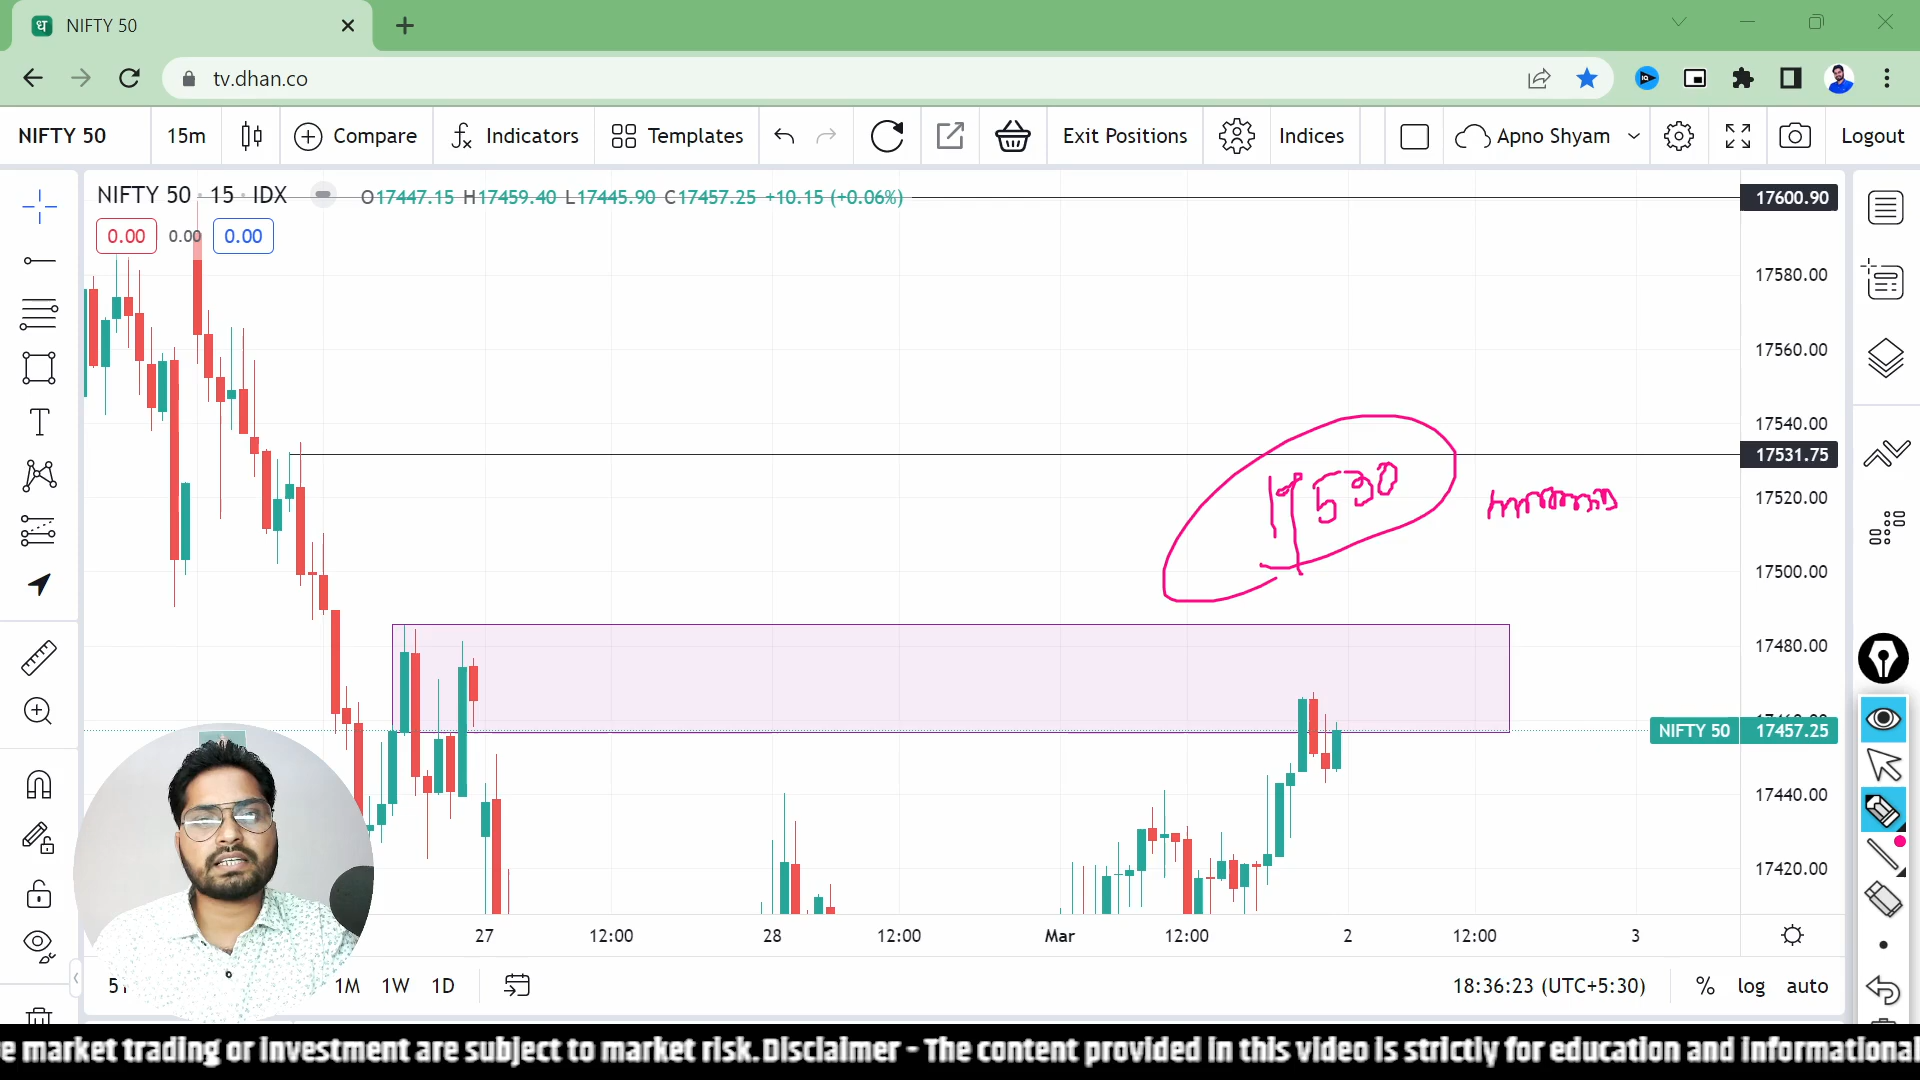 NIFTY 50
tv.dhan.co
NIFTY 50 15m Compare Indicators Templates Exit Positions Indices Apno Shyam Logout
NIFTY 50 · 15 · IDX O17447.15 H17459.40 L17445.90 C17457.25 +10.15 (+0.06%)
17600.90
0.00 0.00 0.00
17580.00
17560.00
17540.00
17531.75
17530
17520.00
17500.00
17480.00
NIFTY 50 17457.25
17440.00
17420.00
27 12:00 28 12:00 Mar 12:00 2 12:00 3
1M 1W 1D 18:36:23 (UTC+5:30) % log auto
e market trading or investment are subject to market risk. Disclaimer - The content provided in this video is strictly for education and informational